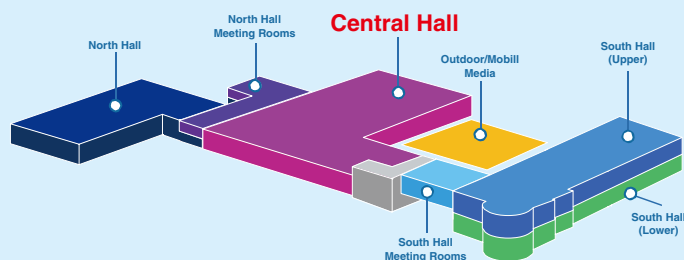 North Hall
North Hall
Meeting Rooms
Central Hall
Outdoor/Mobill
Media
South Hall
(Upper)
South Hall
(Lower)
South Hall
Meeting Rooms